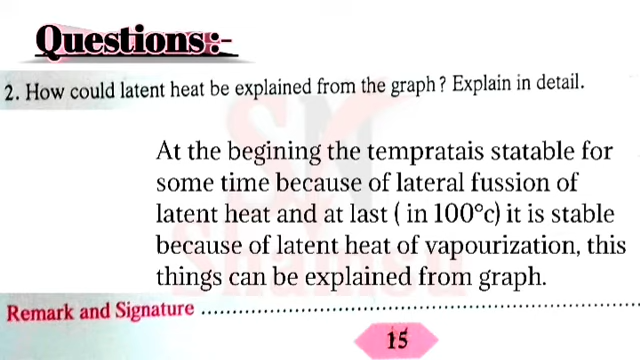 Questions:-
2. How could latent heat be explained from the graph? Explain in detail.
At the begining the tempratais statable for
some time because of lateral fussion of
latent heat and at last ( in 100°c) it is stable
because of latent heat of vapourization, this
things can be explained from graph.
Remark and Signature ........................................................................
15